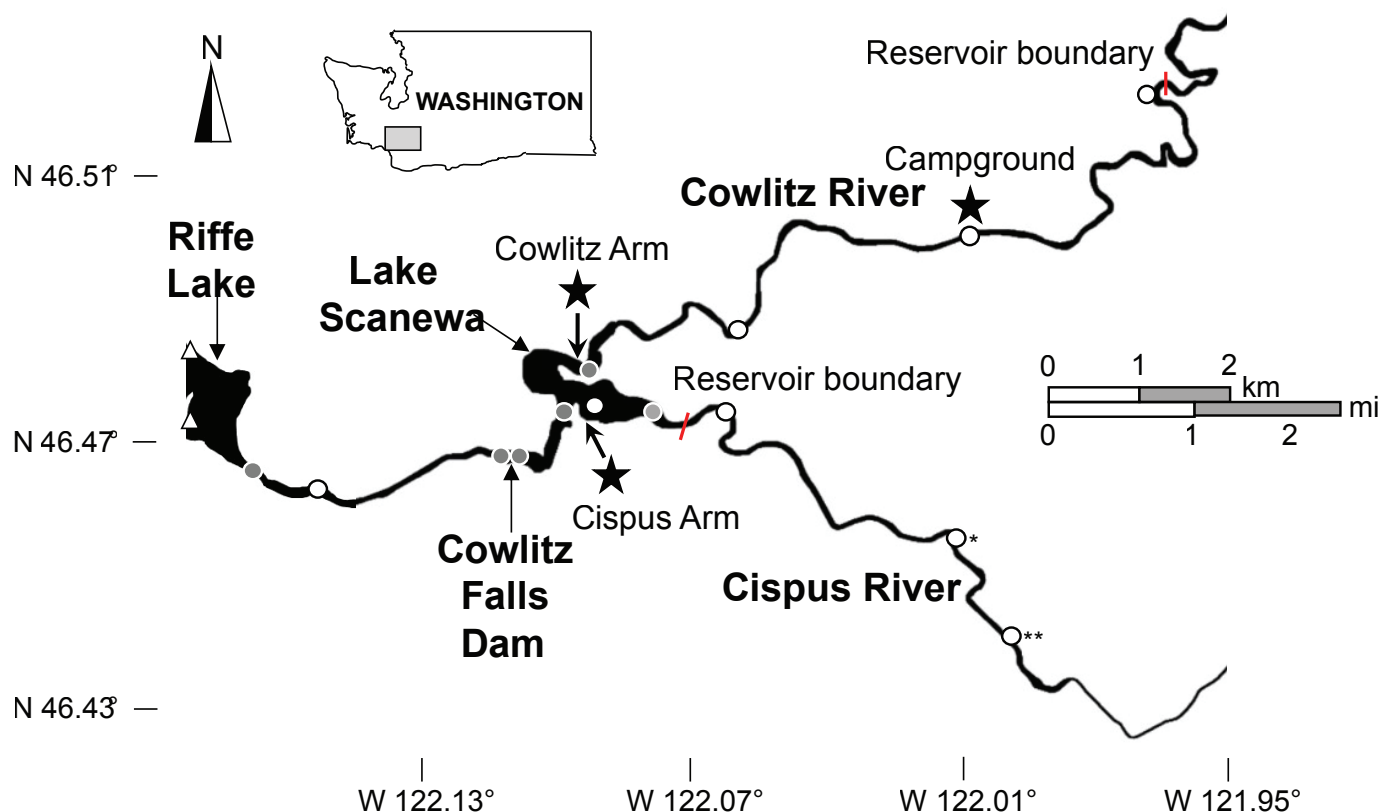 N
WASHINGTON
Reservoir boundary
N 46.51°
Campground
Cowlitz River
Riffe
Lake
Cowlitz Arm
Lake
Scanewa
Reservoir boundary
0 1 2
km
mi
0 1 2
N 46.47°
Cispus Arm
Cowlitz
Falls
Dam
*
Cispus River
**
N 46.43°
W 122.13° W 122.07° W 122.01° W 121.95°